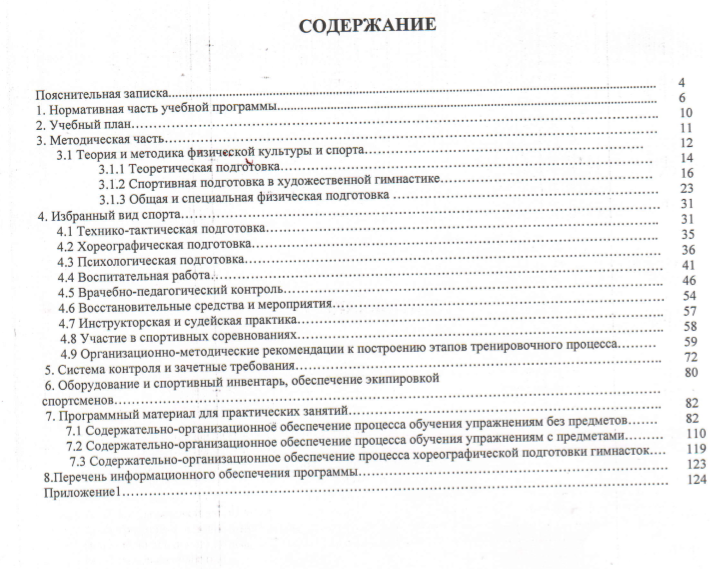 СОДЕРЖАНИЕ
Пояснительная записка 4
1. Нормативная часть учебной программы 6
2. Учебный план 10
3. Методическая часть 11
3.1 Теория и методика физической культуры и спорта 12
3.1.1 Теоретическая подготовка 14
3.1.2 Спортивная подготовка в художественной гимнастике 16
3.1.3 Общая и специальная физическая подготовка 23
4. Избранный вид спорта 31
4.1 Технико-тактическая подготовка 31
4.2 Хореографическая подготовка 35
4.3 Психологическая подготовка 36
4.4 Воспитательная работа 41
4.5 Врачебно-педагогический контроль 46
4.6 Восстановительные средства и мероприятия 54
4.7 Инструкторская и судейская практика 57
4.8 Участие в спортивных соревнованиях 58
4.9 Организационно-методические рекомендации к построению этапов тренировочного процесса 59
5. Система контроля и зачетные требования 72
6. Оборудование и спортивный инвентарь, обеспечение экипировкой 80
спортсменов
7. Программный материал для практических занятий 82
7.1 Содержательно-организационное обеспечение процесса обучения упражнениям без предметов 82
7.2 Содержательно-организационное обеспечение процесса обучения упражнениям с предметами 110
7.3 Содержательно-организационное обеспечение процесса хореографической подготовки гимнасток 119
8.Перечень информационного обеспечения программы 123
Приложение1 124